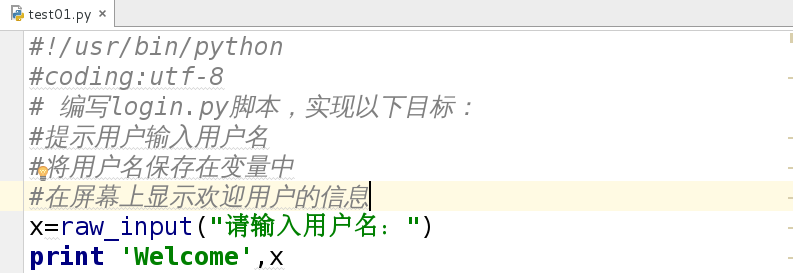 test01.py ×
#!/usr/bin/python
#coding:utf-8
# 编写login.py脚本，实现以下目标：
#提示用户输入用户名
#将用户名保存在变量中
#在屏幕上显示欢迎用户的信息
x=raw_input("请输入用户名：")
print 'Welcome',x